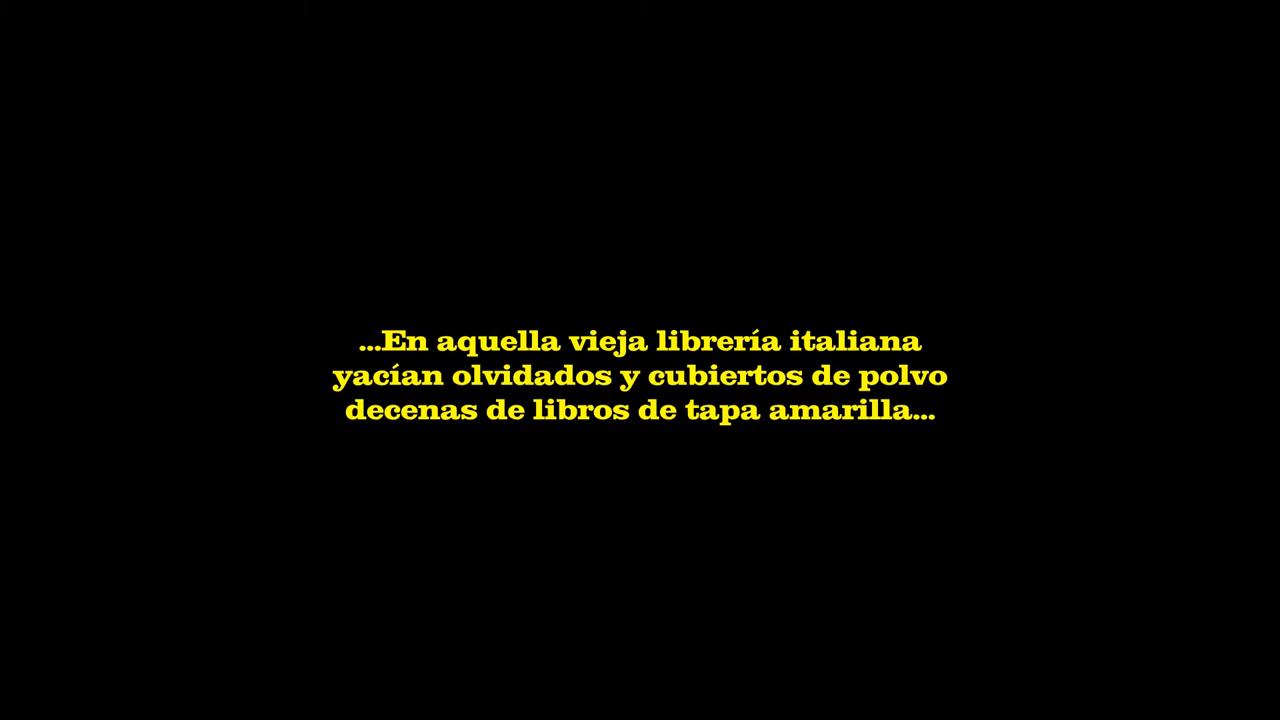 ...En aquella vieja librería italiana
yacían olvidados y cubiertos de polvo
decenas de libros de tapa amarilla...